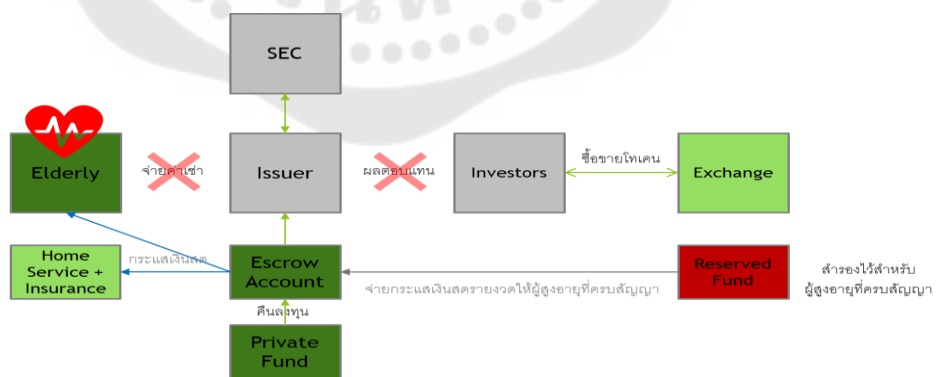 SEC
Elderly
จ่ายค่าเช่า
Issuer
ผลตอบแทน
Investors
ซื้อขายโทเคน
Exchange
Home
Service +
Insurance
กระแสเงินสด
Escrow
Account
จ่ายกระแสเงินสดรายงวดให้ผู้สูงอายุที่ครบสัญญา
Reserved
Fund
สำรองไว้สำหรับ
ผู้สูงอายุที่ครบสัญญา
คืนลงทุน
Private
Fund